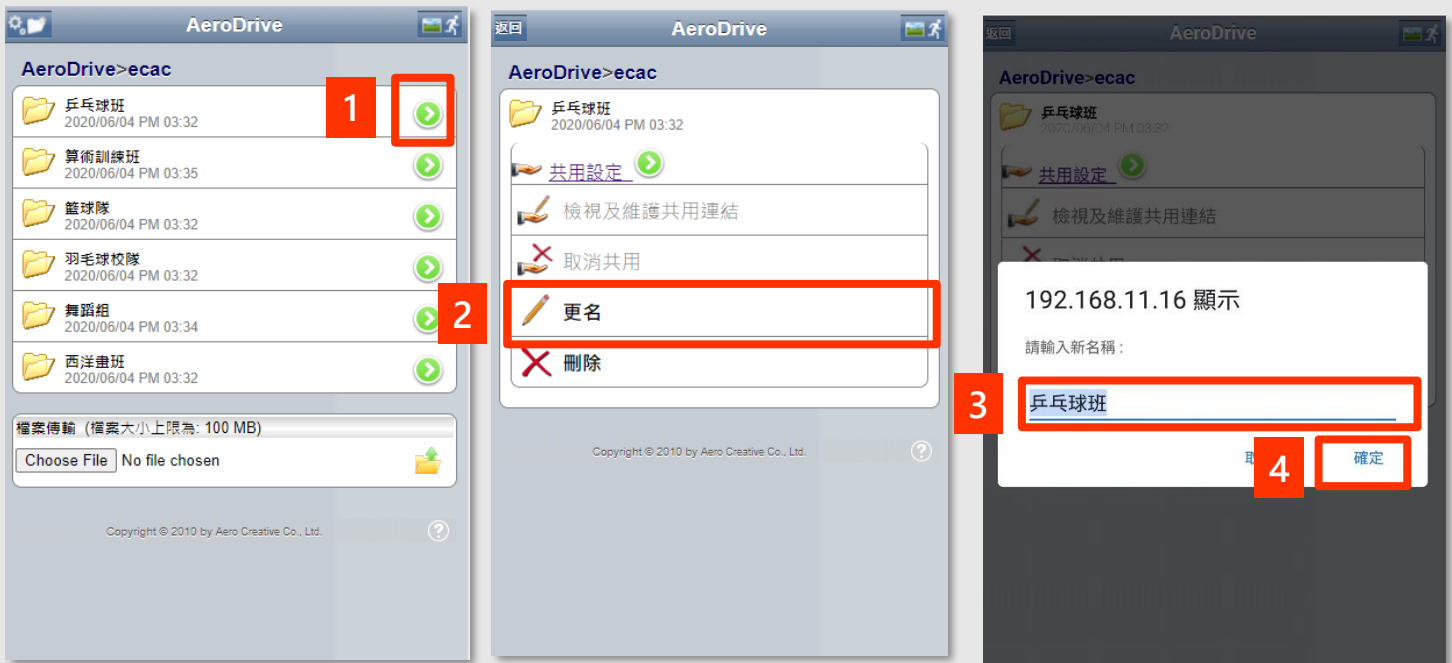 AeroDrive
AeroDrive>ecac
乒乓球班
2020/06/04 PM 03:32
1
算術訓練班
2020/06/04 PM 03:35
籃球隊
2020/06/04 PM 03:32
羽毛球校隊
2020/06/04 PM 03:32
舞蹈組
2020/06/04 PM 03:34
西洋畫班
2020/06/04 PM 03:32
檔案傳輸 (檔案大小上限為: 100 MB)
Choose File No file chosen
Copyright © 2010 by Aero Creative Co., Ltd.
?
返回
AeroDrive
AeroDrive>ecac
乒乓球班
2020/06/04 PM 03:32
共用設定
檢視及維護共用連結
取消共用
2
更名
刪除
Copyright © 2010 by Aero Creative Co., Ltd.
?
返回
AeroDrive
AeroDrive>ecac
乒乓球班
2020/06/04 PM 03:32
共用設定
檢視及維護共用連結
192.168.11.16 顯示
請輸入新名稱 :
3
乒乓球班
4
確定